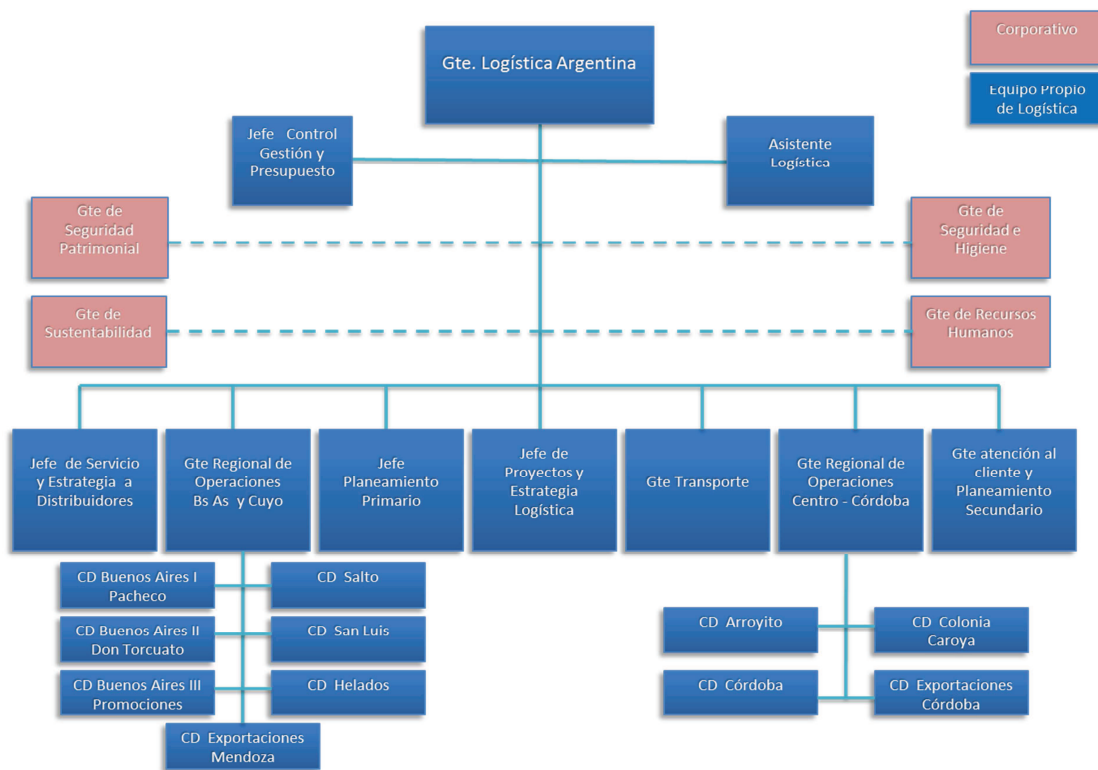 Corporativo
Gte. Logística Argentina
Equipo Propio
de Logística
Jefe Control
Gestión y
Presupuesto
Asistente
Logística
Gte de
Seguridad
Patrimonial
Gte de
Seguridad e
Higiene
Gte de
Sustentabilidad
Gte de Recursos
Humanos
Jefe de Servicio
y Estrategia a
Distribuidores
Gte Regional de
Operaciones
Bs As y Cuyo
Jefe
Planeamiento
Primario
Jefe de
Proyectos y
Estrategia
Logística
Gte Transporte
Gte Regional de
Operaciones
Centro - Córdoba
Gte atención al
cliente y
Planeamiento
Secundario
CD Buenos Aires I
Pacheco
CD Salto
CD Buenos Aires II
Don Torcuato
CD San Luis
CD Buenos Aires III
Promociones
CD Helados
CD Exportaciones
Mendoza
CD Arroyito
CD Colonia
Caroya
CD Córdoba
CD Exportaciones
Córdoba